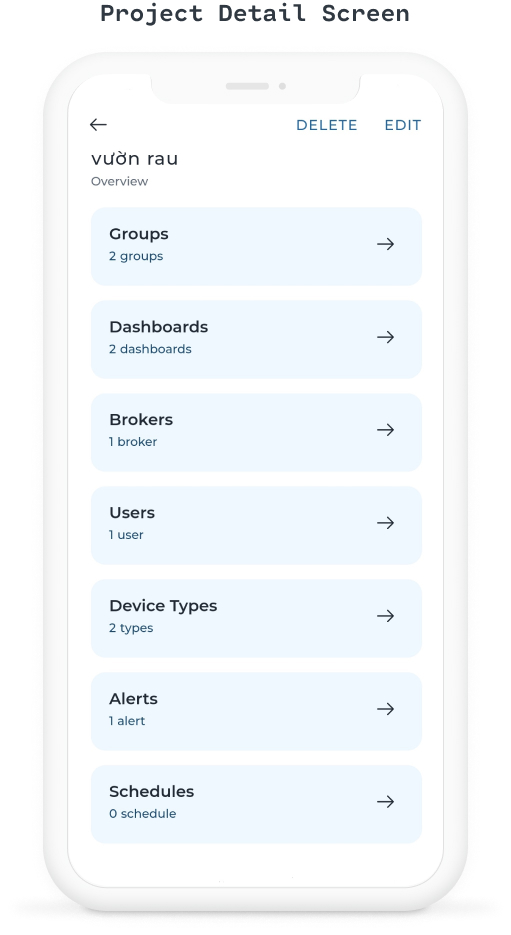 Project Detail Screen
DELETE EDIT
vườn rau
Overview
Groups
2 groups
Dashboards
2 dashboards
Brokers
1 broker
Users
1 user
Device Types
2 types
Alerts
1 alert
Schedules
0 schedule